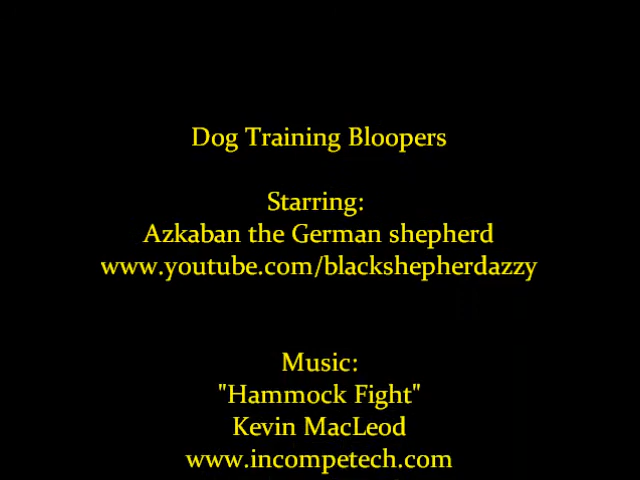 Dog Training Bloopers
Starring:
Azkaban the German shepherd
www.youtube.com/blackshepherdazzy
Music:
"Hammock Fight"
Kevin MacLeod
www.incompetech.com